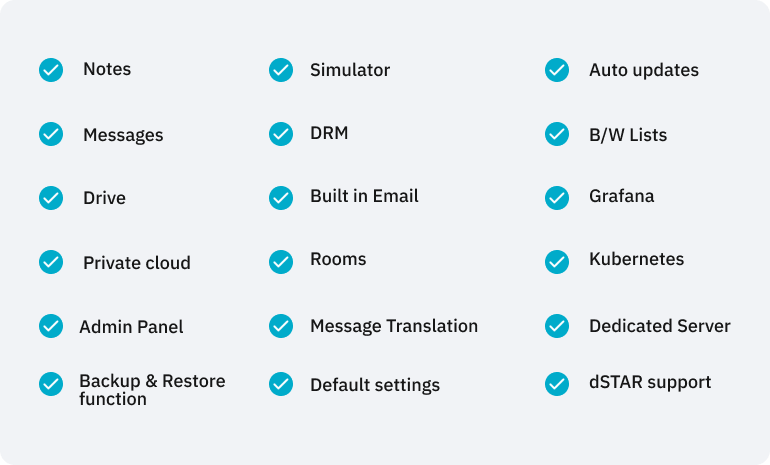 Notes
Messages
Drive
Private cloud
Admin Panel
Backup & Restore
function
Simulator
DRM
Built in Email
Rooms
Message Translation
Default settings
Auto updates
B/W Lists
Grafana
Kubernetes
Dedicated Server
dSTAR support